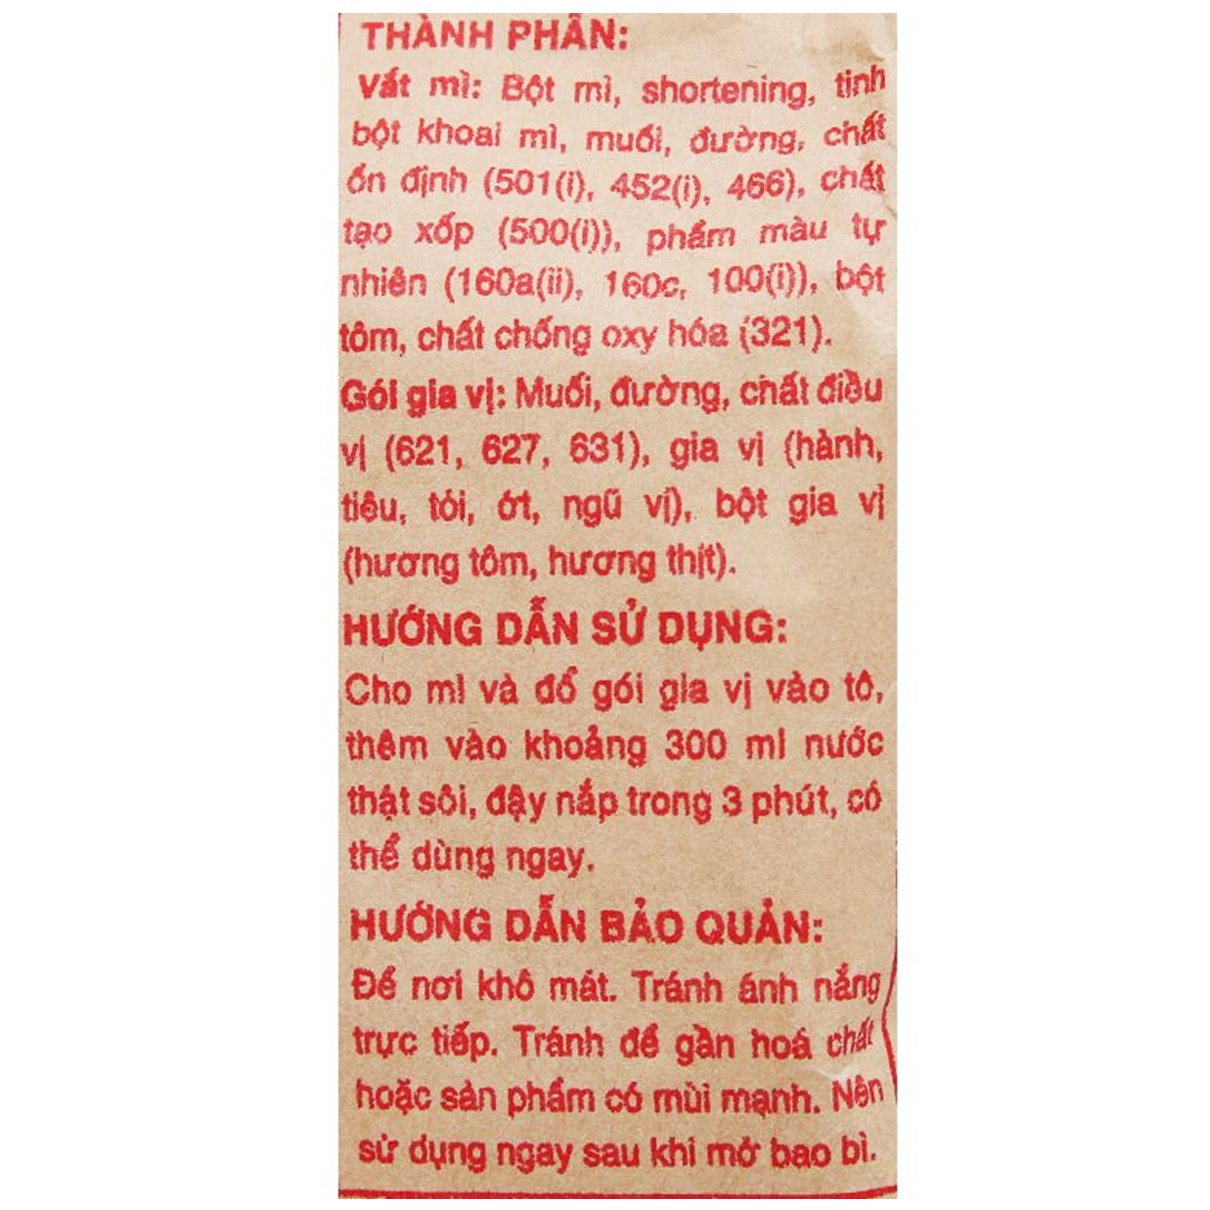 THÀNH PHẦN:
Vắt mì: Bột mì, shortening, tinh
bột khoai mì, muối, đường, chất
ổn định (501(i), 452(i), 466), chất
tạo xốp (500(ii)), phẩm màu tự
nhiên (160a(ii), 160c, 100(i)), bột
tôm, chất chống oxy hóa (321).
Gói gia vị: Muối, đường, chất điều
vị (621, 627, 631), gia vị (hành,
tiêu, tỏi, ớt, ngũ vị), bột gia vị
(hương tôm, hương thịt).
HƯỚNG DẪN SỬ DỤNG:
Cho mì và đổ gói gia vị vào tô,
thêm vào khoảng 300 ml nước
thật sôi, đậy nắp trong 3 phút, có
thể dùng ngay.
HƯỚNG DẪN BẢO QUẢN:
Để nơi khô mát. Tránh ánh nắng
trực tiếp. Tránh để gần hoá chất
hoặc sản phẩm có mùi mạnh. Nên
sử dụng ngay sau khi mở bao bì.